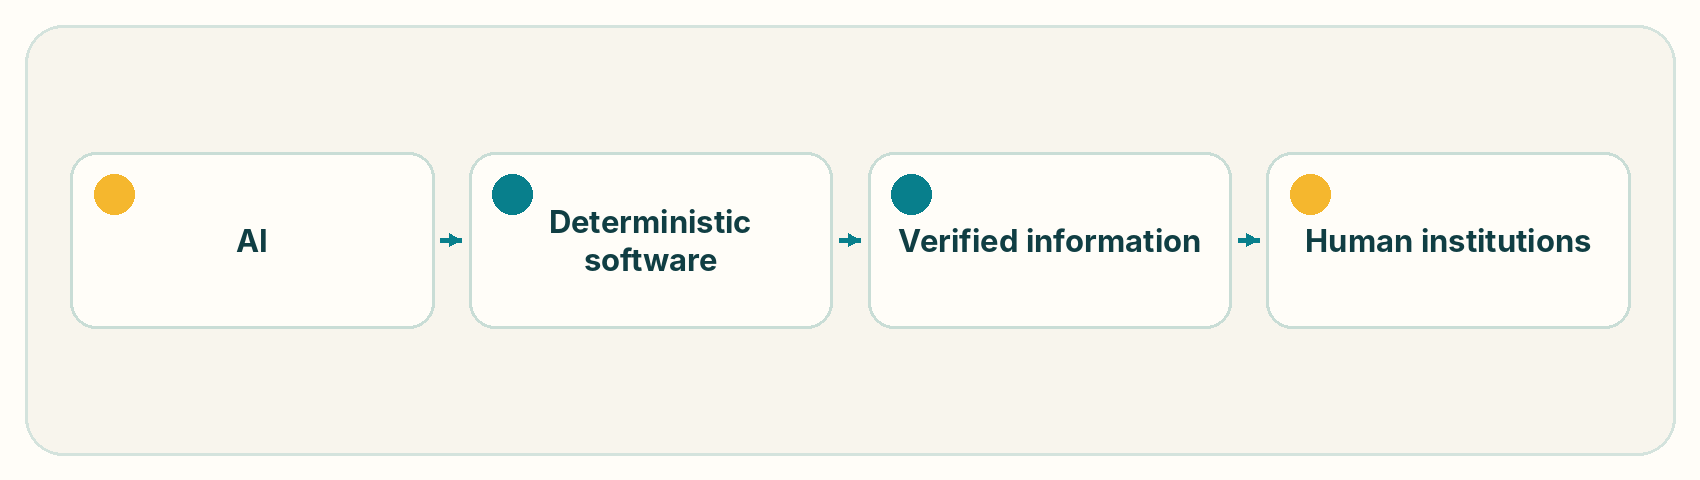 AI
Deterministic
software
Verified information
Human institutions